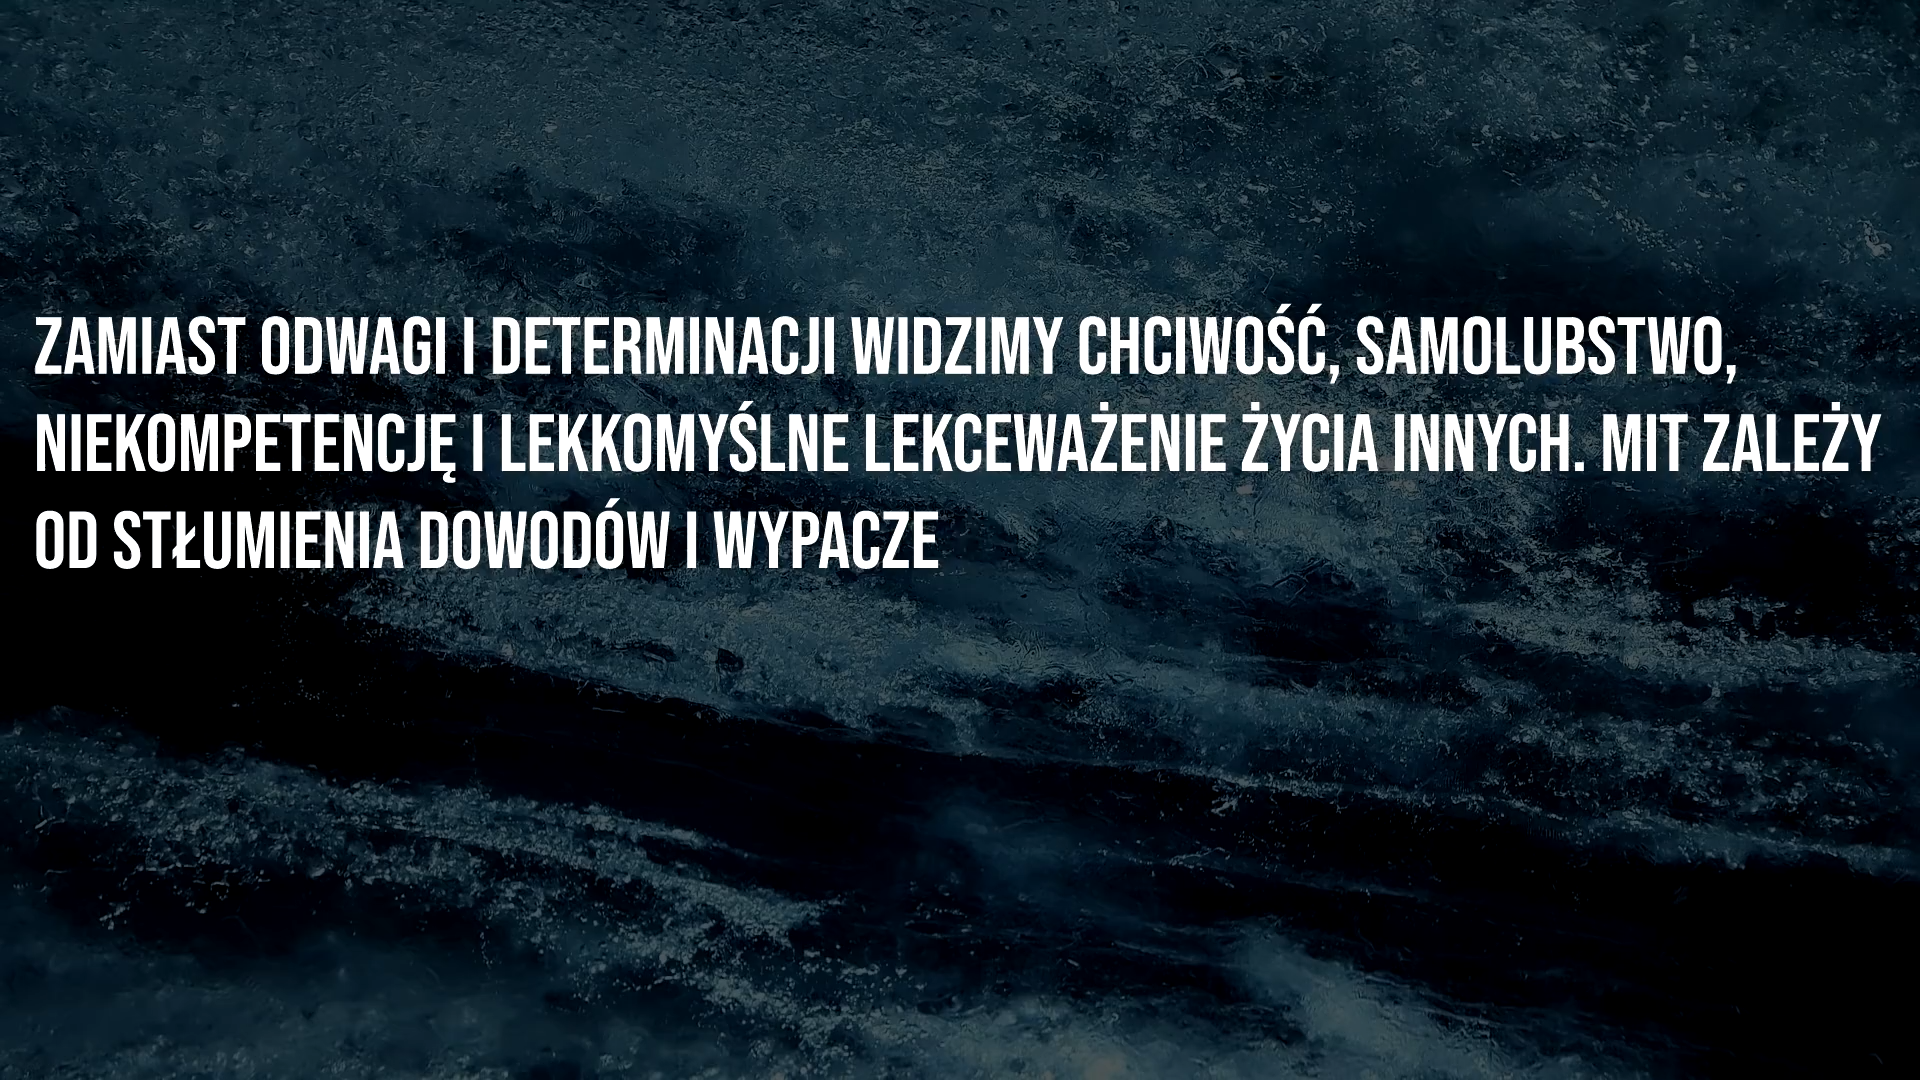 ZAMIAST ODWAGI I DETERMINACJI WIDZIMY CHCIWOŚĆ, SAMOLUBSTWO,
NIEKOMPETENCJĘ I LEKKOMYŚLNE LEKCEWAŻENIE ŻYCIA INNYCH. MIT ZALEŻY
OD STŁUMIENIA DOWODÓW I WYPACZE